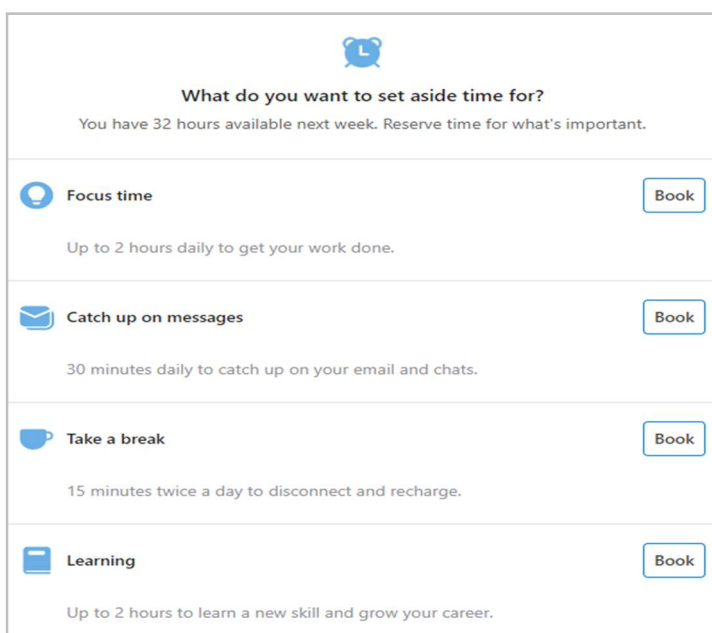 What do you want to set aside time for?
You have 32 hours available next week. Reserve time for what's important.
Focus time
Book
Up to 2 hours daily to get your work done.
Catch up on messages
Book
30 minutes daily to catch up on your email and chats.
Take a break
Book
15 minutes twice a day to disconnect and recharge.
Learning
Book
Up to 2 hours to learn a new skill and grow your career.